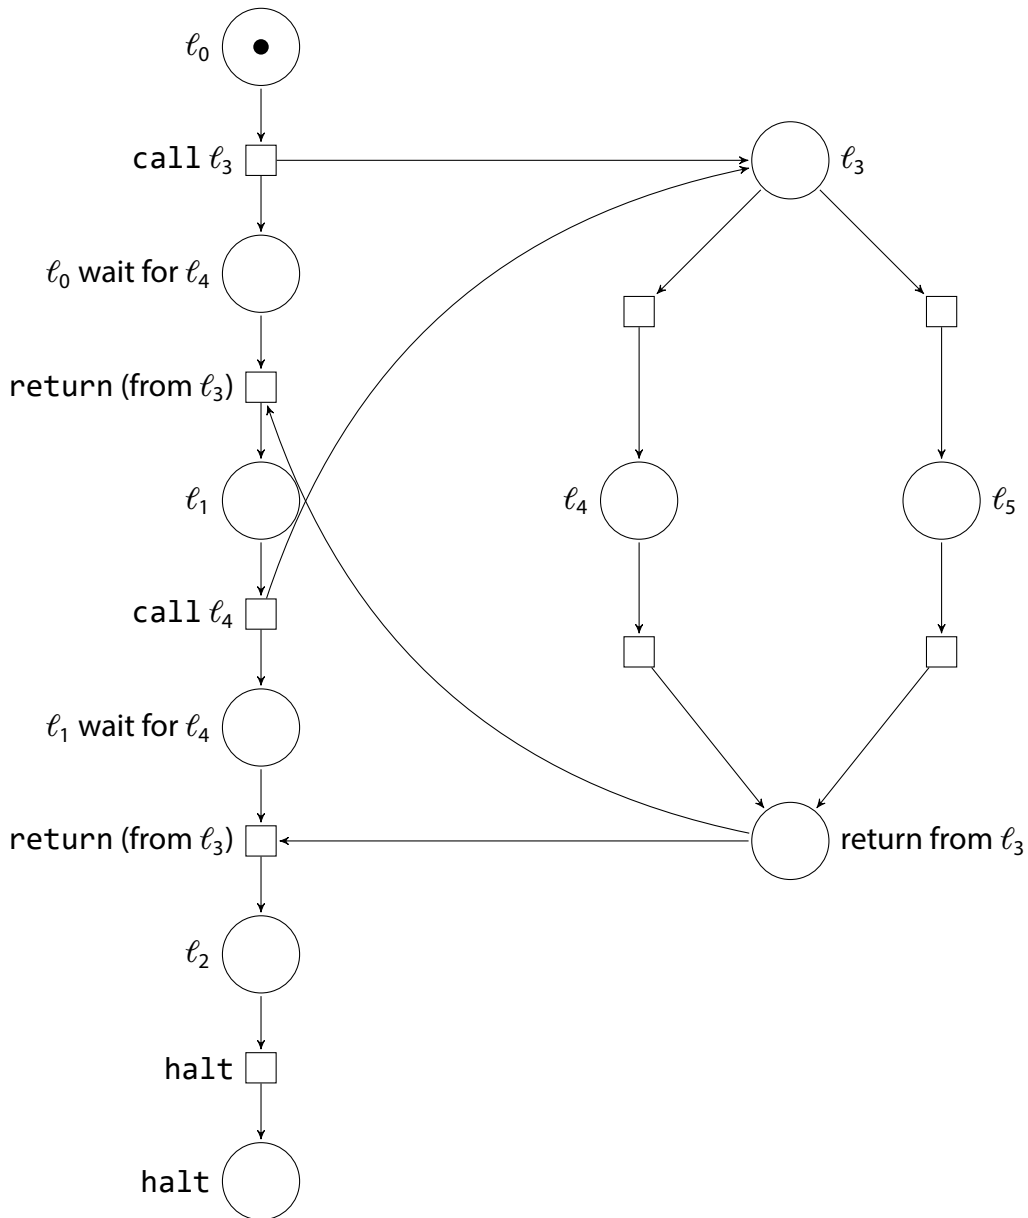 ℓ₀
call ℓ₃
ℓ₃
ℓ₀ wait for ℓ₄
return (from ℓ₃)
ℓ₁
ℓ₄
ℓ₅
call ℓ₄
ℓ₁ wait for ℓ₄
return (from ℓ₃)
return from ℓ₃
ℓ₂
halt
halt